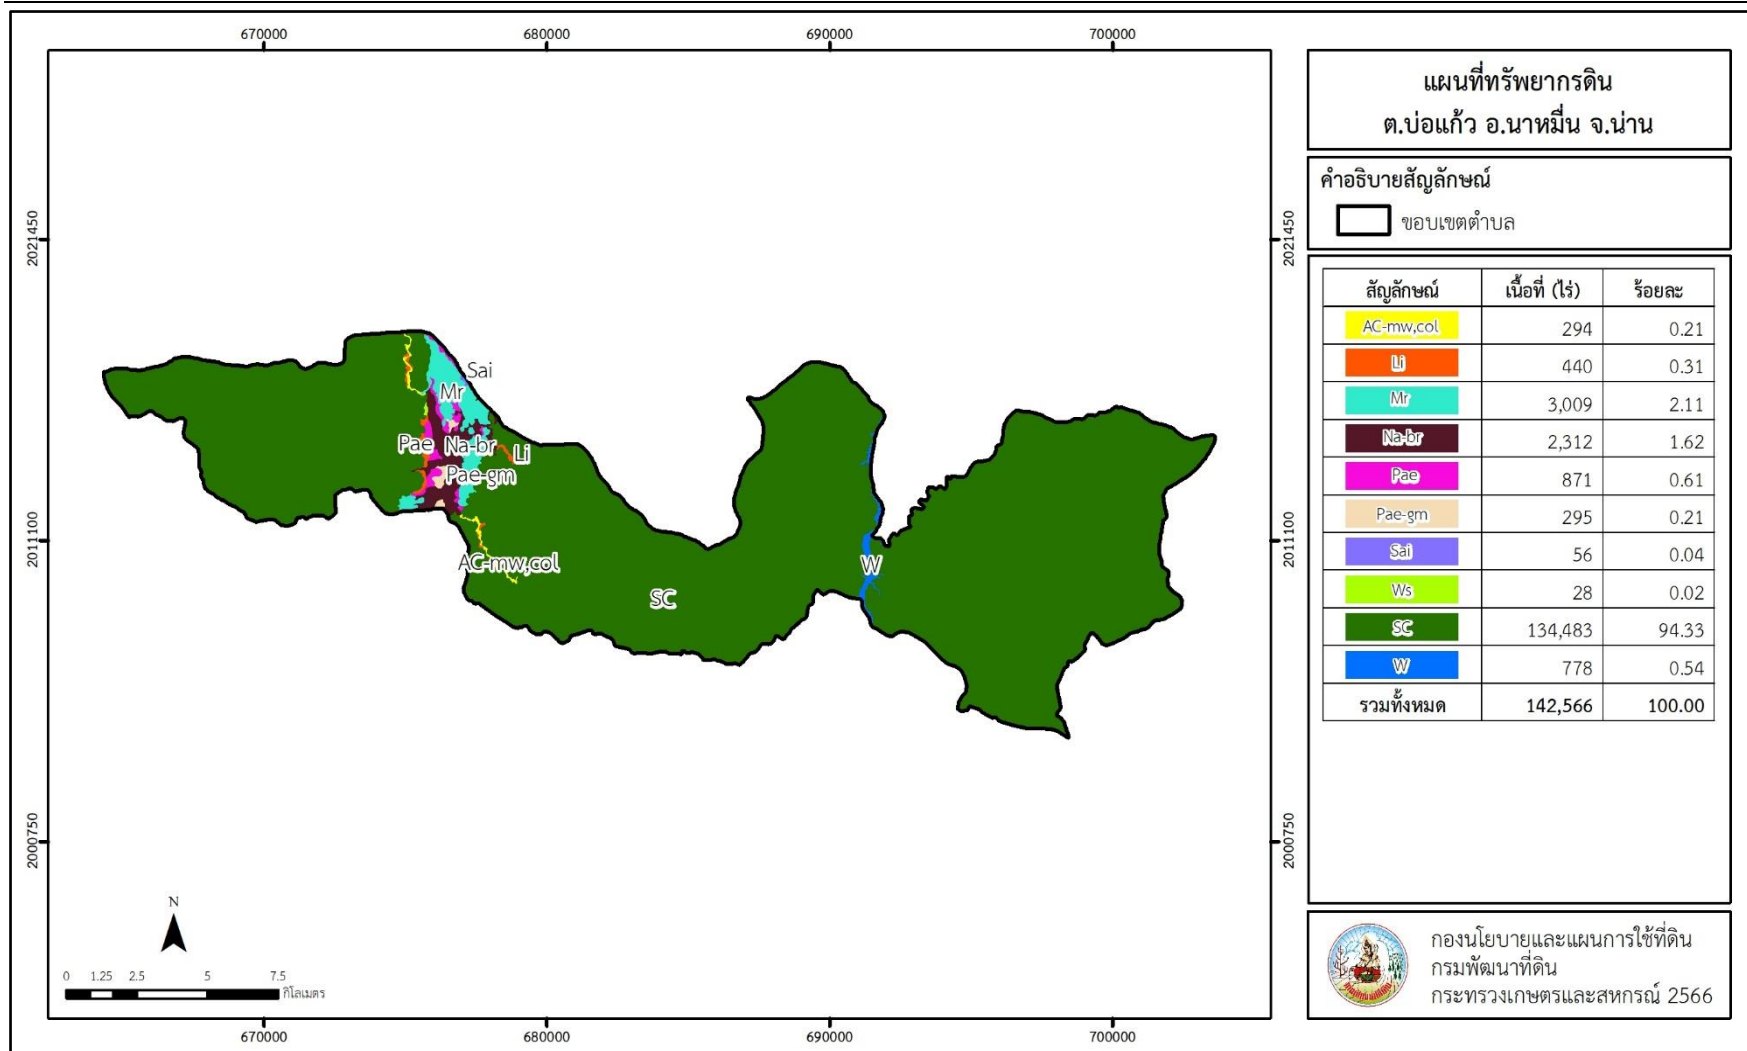 670000 680000 690000 700000
2021450 2021450
2011100 2011100
2000750 2000750
Sai
Mr
Pae Na-br Li
Pae-gm
AC-mw,col
SC
W
N
0 1.25 2.5 5 7.5
กิโลเมตร
670000 680000 690000 700000
แผนที่ทรัพยากรดิน
ต.บ่อแก้ว อ.นาหมื่น จ.น่าน
คำอธิบายสัญลักษณ์
ขอบเขตตำบล
สัญลักษณ์ เนื้อที่ (ไร่) ร้อยละ
AC-mw,col 294 0.21
Li 440 0.31
Mr 3,009 2.11
Na-br 2,312 1.62
Pae 871 0.61
Pae-gm 295 0.21
Sai 56 0.04
Ws 28 0.02
SC 134,483 94.33
W 778 0.54
รวมทั้งหมด 142,566 100.00
กองนโยบายและแผนการใช้ที่ดิน
กรมพัฒนาที่ดิน
กระทรวงเกษตรและสหกรณ์ 2566